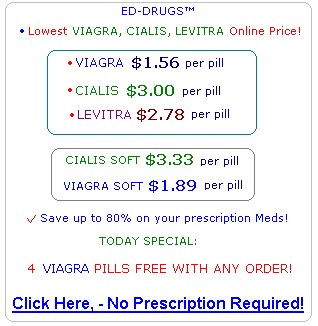 ED-DRUGS™
• Lowest VIAGRA, CIALIS, LEVITRA Online Price!
• VIAGRA $1.56 per pill
• CIALIS $3.00 per pill
• LEVITRA $2.78 per pill
CIALIS SOFT $3.33 per pill
VIAGRA SOFT $1.89 per pill
✓ Save up to 80% on your prescription Meds!
TODAY SPECIAL:
4 VIAGRA PILLS FREE WITH ANY ORDER!
Click Here, - No Prescription Required!